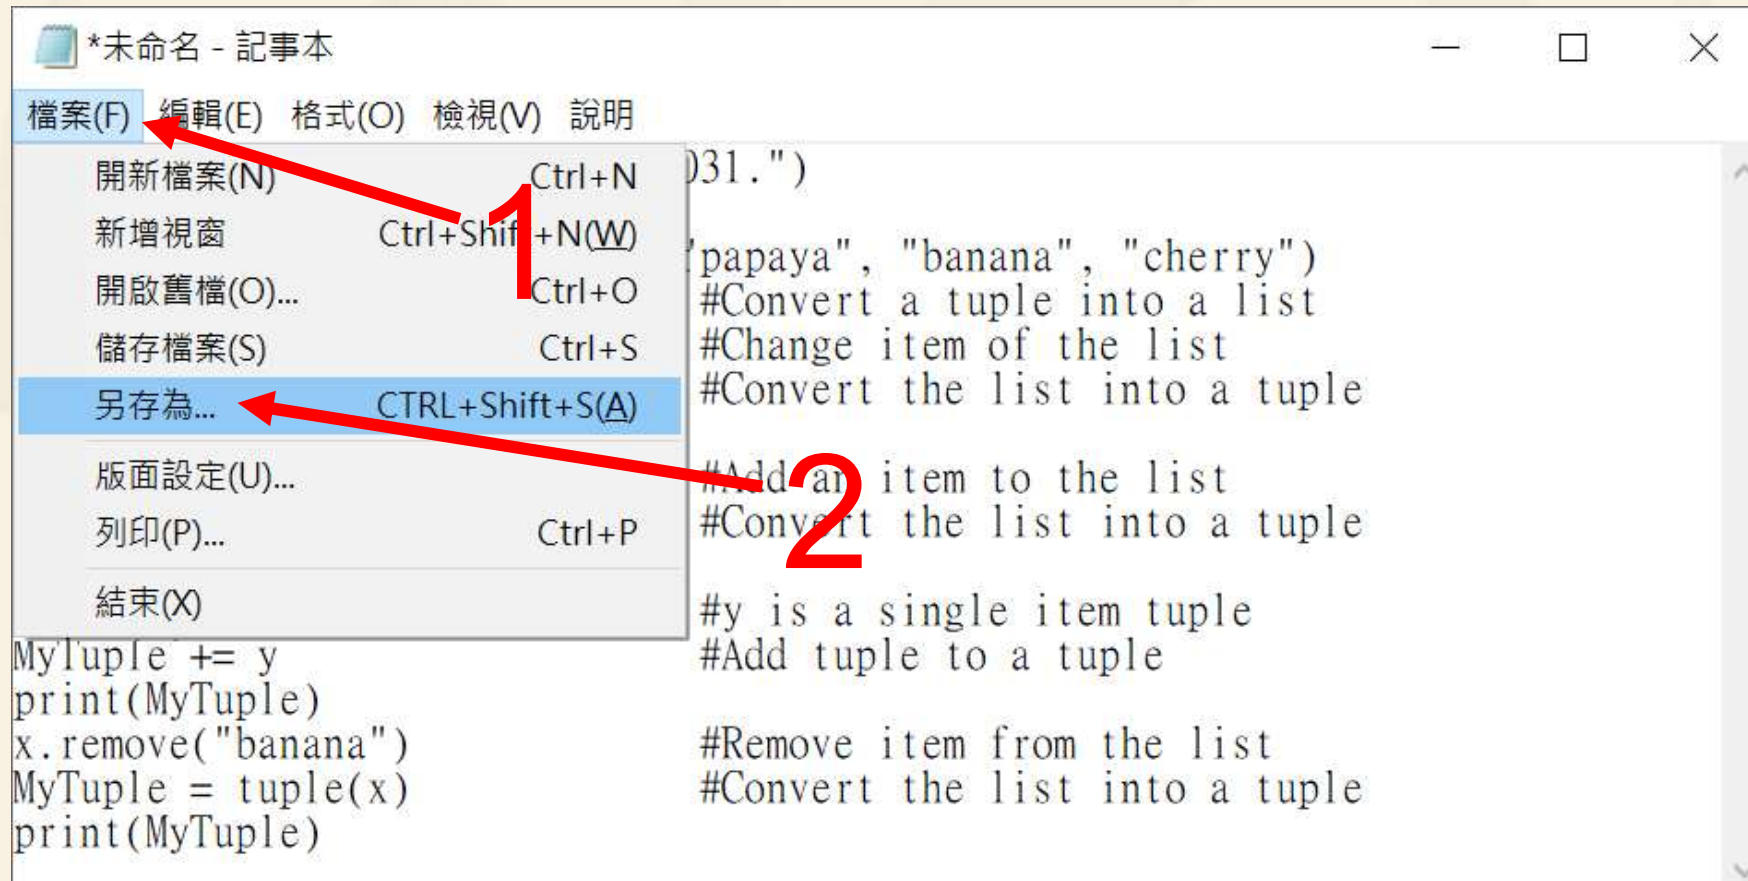 *未命名 - 記事本
檔案(F) 編輯(E) 格式(O) 檢視(V) 說明
開新檔案(N) Ctrl+N
新增視窗 Ctrl+Shift+N(W)
開啟舊檔(O)... Ctrl+O
儲存檔案(S) Ctrl+S
另存為... CTRL+Shift+S(A)
版面設定(U)...
列印(P)... Ctrl+P
結束(X)
1
2
031.")
"papaya", "banana", "cherry")
#Convert a tuple into a list
#Change item of the list
#Convert the list into a tuple
#Add an item to the list
#Convert the list into a tuple
#y is a single item tuple
MyTuple += y #Add tuple to a tuple
print(MyTuple)
x.remove("banana") #Remove item from the list
MyTuple = tuple(x) #Convert the list into a tuple
print(MyTuple)